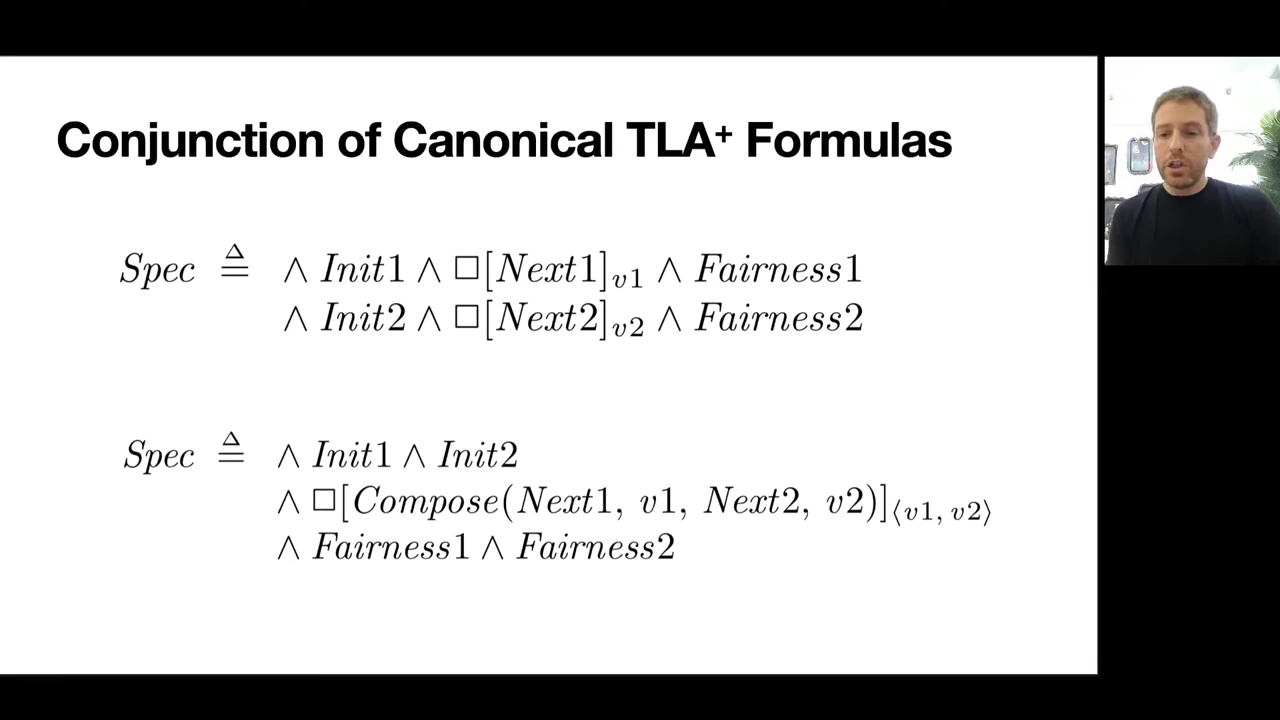 Conjunction of Canonical TLA⁺ Formulas
Spec ≜ ∧ Init1 ∧ □[Next1]_v1 ∧ Fairness1
∧ Init2 ∧ □[Next2]_v2 ∧ Fairness2
Spec ≜ ∧ Init1 ∧ Init2
∧ □[Compose(Next1, v1, Next2, v2)]_⟨v1, v2⟩
∧ Fairness1 ∧ Fairness2